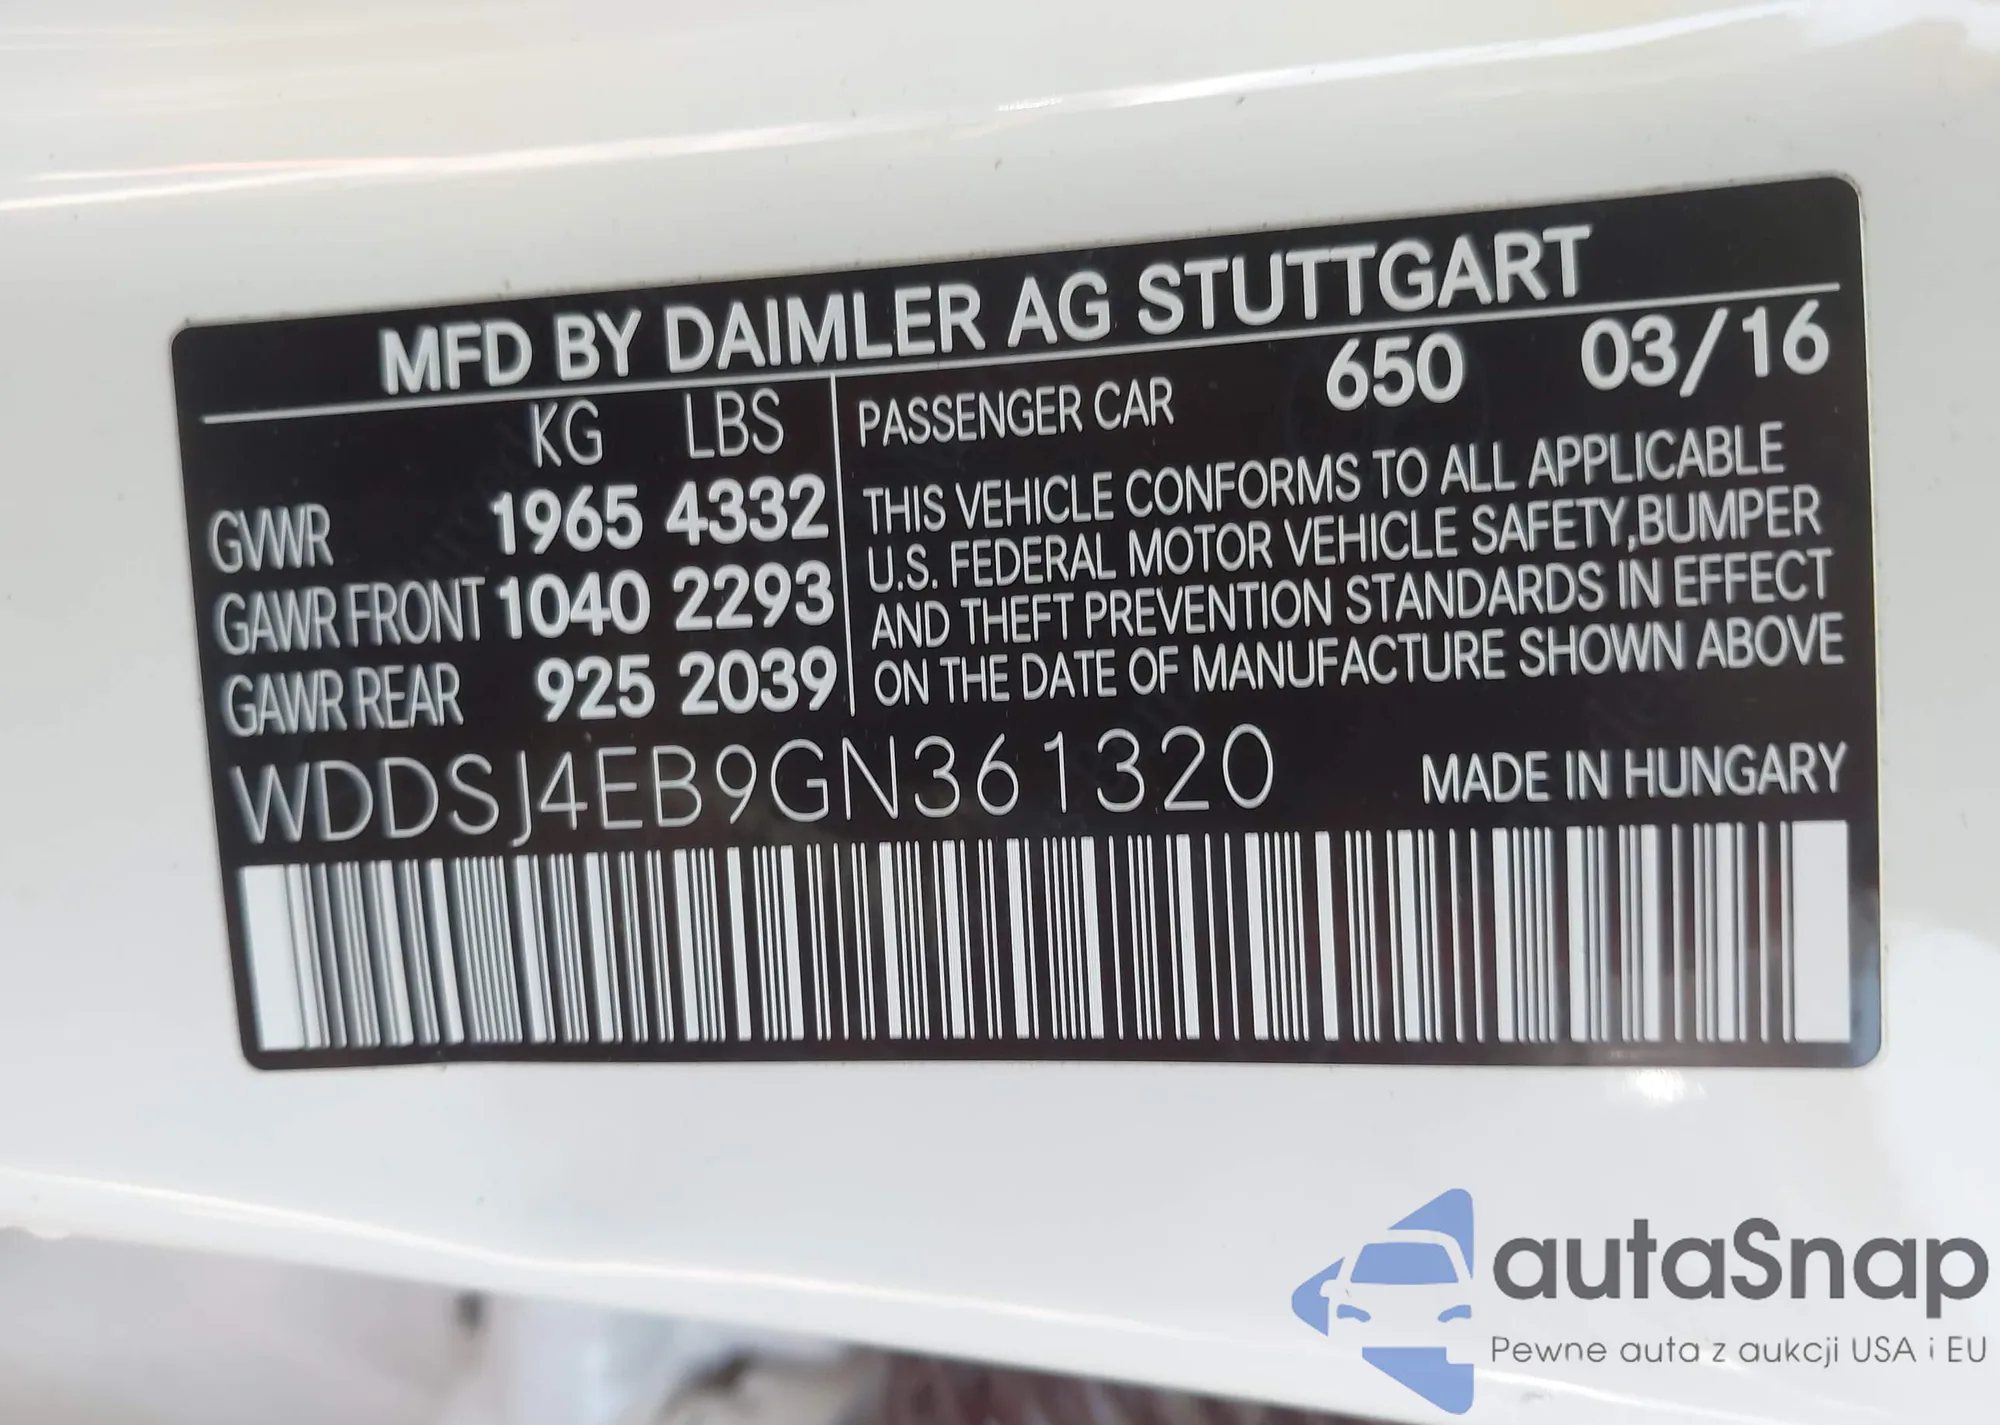 MFD BY DAIMLER AG STUTTGART
KG LBS
GVWR 1965 4332
GAWR FRONT 1040 2293
GAWR REAR 925 2039
PASSENGER CAR 650 03/16
THIS VEHICLE CONFORMS TO ALL APPLICABLE
U.S. FEDERAL MOTOR VEHICLE SAFETY,BUMPER
AND THEFT PREVENTION STANDARDS IN EFFECT
ON THE DATE OF MANUFACTURE SHOWN ABOVE
WDDSJ4EB9GN361320 MADE IN HUNGARY
autaSnap
Pewne auta z aukcji USA i EU